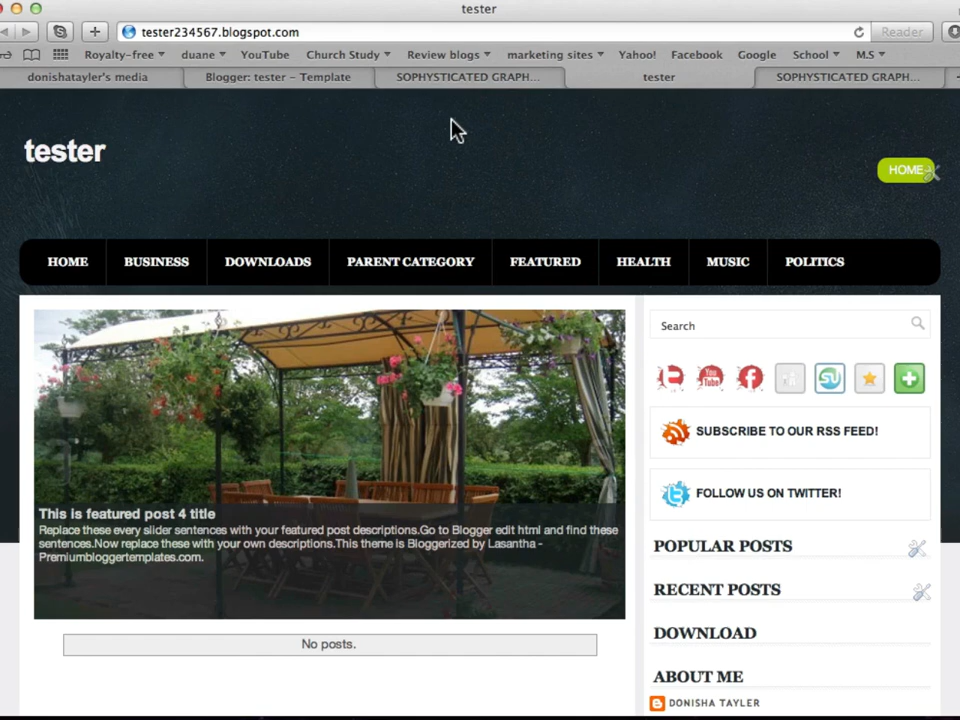 tester
tester234567.blogspot.com
Reader
Royalty-free duane YouTube Church Study Review blogs marketing sites Yahoo! Facebook Google School M.S
donishatayler's media Blogger: tester – Template SOPHYSTICATED GRAPH... tester SOPHYSTICATED GRAPH...
tester
HOME
HOME BUSINESS DOWNLOADS PARENT CATEGORY FEATURED HEALTH MUSIC POLITICS
Search
You Tube
SUBSCRIBE TO OUR RSS FEED!
FOLLOW US ON TWITTER!
This is featured post 4 title
Replace these every slider sentences with your featured post descriptions.Go to Blogger edit html and find these
sentences.Now replace these with your own descriptions.This theme is Bloggerized by Lasantha -
Premiumbloggertemplates.com.
No posts.
POPULAR POSTS
RECENT POSTS
DOWNLOAD
ABOUT ME
DONISHA TAYLER